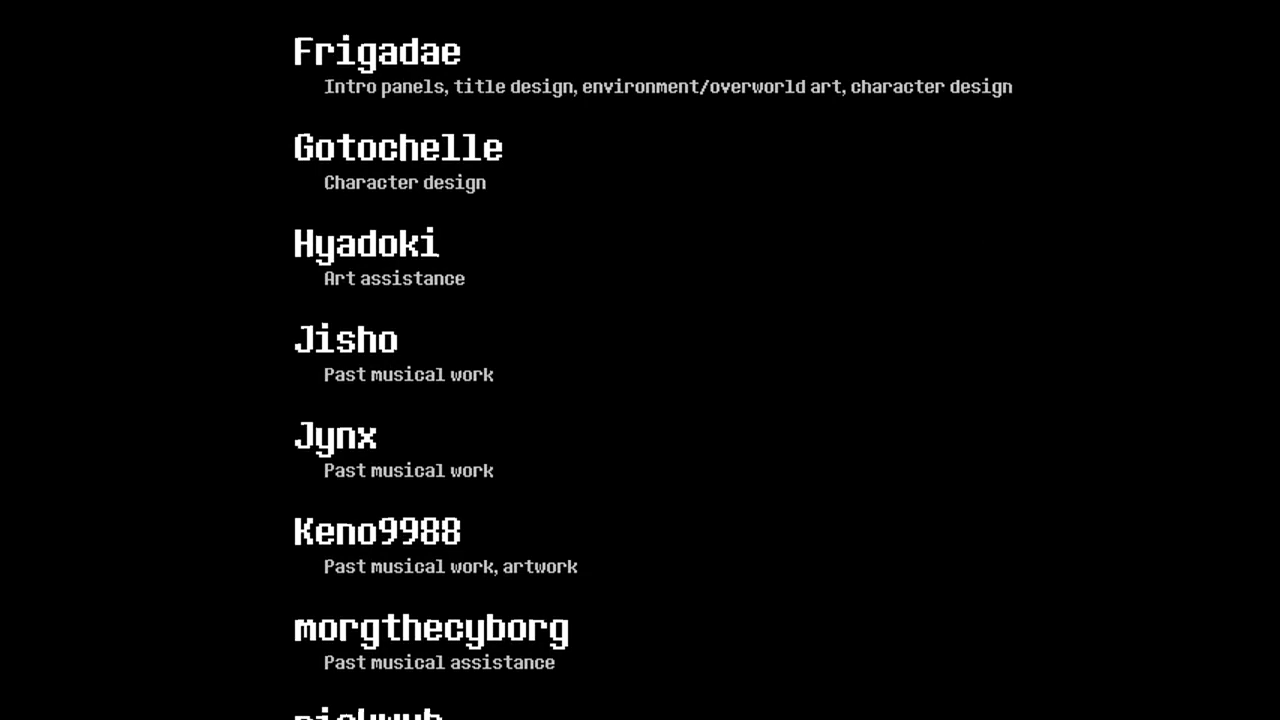 Frigadae
Intro panels, title design, environment/overworld art, character design
Gotochelle
Character design
Hyadoki
Art assistance
Jisho
Past musical work
Jynx
Past musical work
Keno9988
Past musical work, artwork
morgthecyborg
Past musical assistance